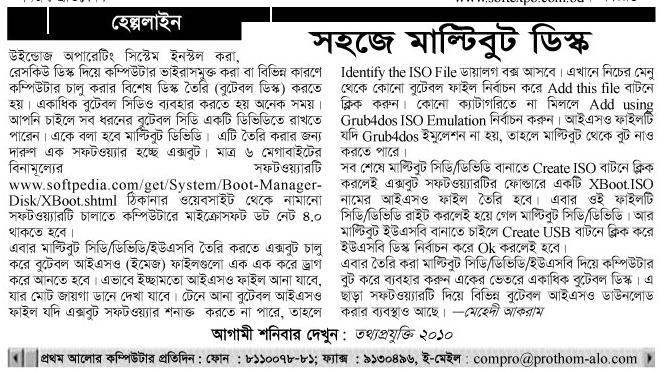 হেল্পলাইন
সহজে মাল্টিবুট ডিস্ক
উইন্ডোজ অপারেটিং সিস্টেম ইনস্টল করা,
রেসকিউ ডিস্ক দিয়ে কম্পিউটার ভাইরাসমুক্ত করা বা বিভিন্ন কারণে
কম্পিউটার চালু করার বিশেষ ডিস্ক তৈরি (বুটেবল ডিস্ক) করতে
হয়। একাধিক বুটেবল সিডিও ব্যবহার করতে হয় অনেক সময়।
আপনি চাইলে সব ধরনের বুটেবল সিডি একটি ডিভিডিতে রাখতে
পারেন। একে বলা হবে মাল্টিবুট ডিভিডি। এটি তৈরি করার জন্য
দারুণ এক সফটওয়্যার হচ্ছে এক্সবুট। মাত্র ৬ মেগাবাইটের
বিনামূল্যের সফটওয়্যারটি
www.softpedia.com/get/System/Boot-Manager-
Disk/XBoot.shtml ঠিকানার ওয়েবসাইট থেকে নামানো
সফটওয়্যারটি চালাতে কম্পিউটারে মাইক্রোসফট ডট নেট ৪.০
থাকতে হবে।
এবার মাল্টিবুট সিডি/ডিভিডি/ইউএসবি তৈরি করতে এক্সবুট চালু
করে বুটেবল আইএসও (ইমেজ) ফাইলগুলো এক এক করে ড্রাগ
করে আনতে হবে। এভাবে ইচ্ছামতো আইএসও ফাইল আনা যাবে,
যার মোট জায়গা ডানে দেখা যাবে। টেনে আনা বুটেবল আইএসও
ফাইল যদি এক্সবুট সফটওয়্যার শনাক্ত করতে না পারে, তাহলে
Identify the ISO File ডায়ালগ বক্স আসবে। এখানে নিচের মেনু
থেকে কোনো বুটেবল ফাইল নির্বাচন করে Add this file বাটনে
ক্লিক করুন। কোনো ক্যাটাগরিতে না মিললে Add using
Grub4dos ISO Emulation নির্বাচন করুন। আইএসও ফাইলটি
যদি Grub4dos ইমুলেশন না হয়, তাহলে মাল্টিবুট থেকে বুট নাও
করতে পারে।
সব শেষে মাল্টিবুট সিডি/ডিভিডি বানাতে Create ISO বাটনে ক্লিক
করলেই এক্সবুট সফটওয়্যারটির ফোল্ডারে একটি XBoot.ISO
নামের আইএসও ফাইল তৈরি হবে। এবার ওই ফাইলটি
সিডি/ডিভিডি রাইট করলেই হয়ে গেল মাল্টিবুট সিডি/ডিভিডি। আর
মাল্টিবুট ইউএসবি বানাতে চাইলে Create USB বাটনে ক্লিক করে
ইউএসবি ডিস্ক নির্বাচন করে Ok করলেই হবে।
এবার তৈরি করা মাল্টিবুট সিডি/ডিভিডি/ইউএসবি দিয়ে কম্পিউটার
বুট করে ব্যবহার করুন একের ভেতরে একাধিক বুটেবল ডিস্ক। এ
ছাড়া সফটওয়্যারটি দিয়ে বিভিন্ন বুটেবল আইএসও ডাউনলোড
করার ব্যবস্থাও আছে। —মেহেদী আকরাম
আগামী শনিবার দেখুন : তথ্যপ্রযুক্তি ২০১০
প্রথম আলোর কম্পিউটার প্রতিদিন : ফোন : ৮১১০০৭৮-৮১; ফ্যাক্স : ৯১৩০৪৯৬, ই-মেইল : compro@prothom-alo.com